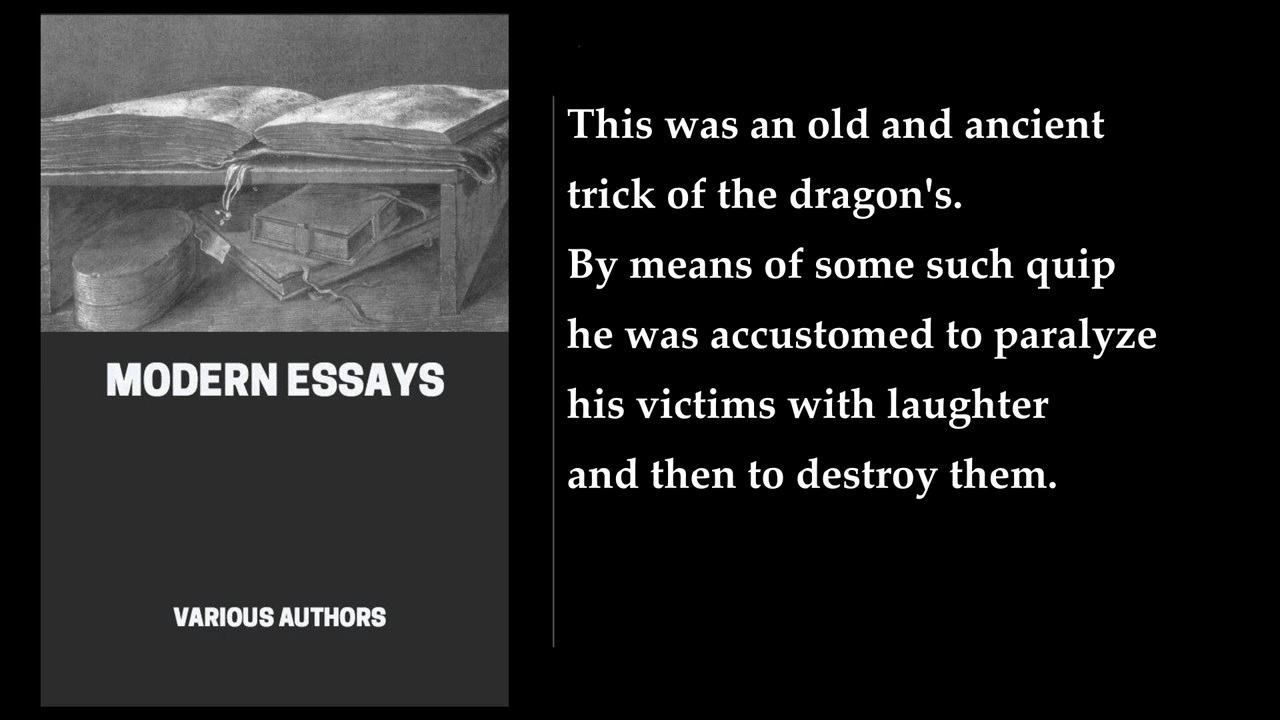 MODERN ESSAYS
VARIOUS AUTHORS
This was an old and ancient
trick of the dragon's.
By means of some such quip
he was accustomed to paralyze
his victims with laughter
and then to destroy them.